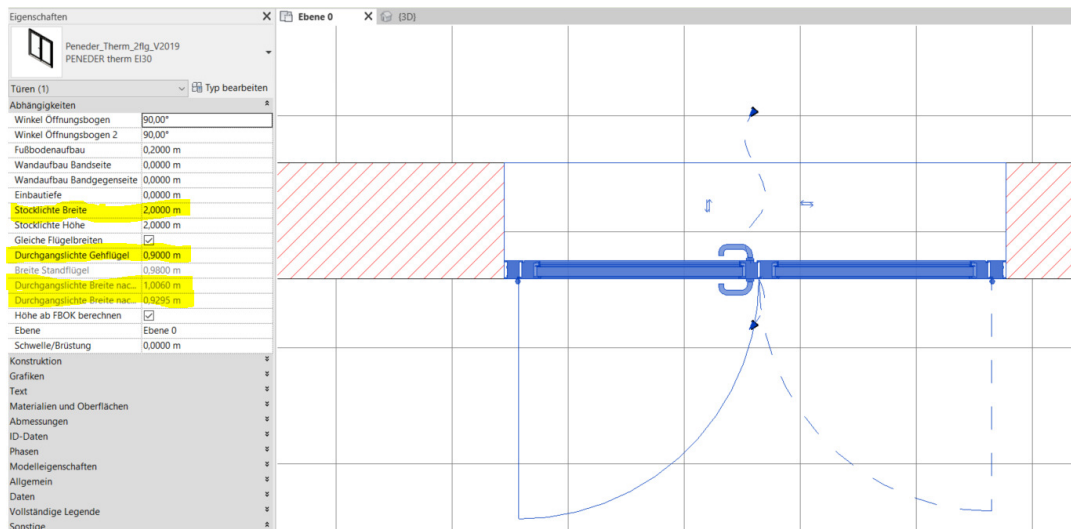 Eigenschaften
Ebene 0
(3D)
Peneder_Therm_2flg_V2019
PENEDER therm EI30
Türen (1)
Typ bearbeiten
Abhängigkeiten
Winkel Öffnungsbogen 90,00°
Winkel Öffnungsbogen 2 90,00°
Fußbodenaufbau 0,2000 m
Wandaufbau Bandseite 0,0000 m
Wandaufbau Bandgegenseite 0,0000 m
Einbautiefe 0,0000 m
Stocklichte Breite 2,0000 m
Stocklichte Höhe 2,0000 m
Gleiche Flügelbreiten
Durchgangslichte Gehflügel 0,9000 m
Breite Standflügel 0,9800 m
Durchgangslichte Breite nac... 1,0060 m
Durchgangslichte Breite nac... 0,9295 m
Höhe ab FBOK berechnen
Ebene Ebene 0
Schwelle/Brüstung 0,0000 m
Konstruktion
Grafiken
Text
Materialien und Oberflächen
Abmessungen
ID-Daten
Phasen
Modelleigenschaften
Allgemein
Daten
Vollständige Legende
Sonstige